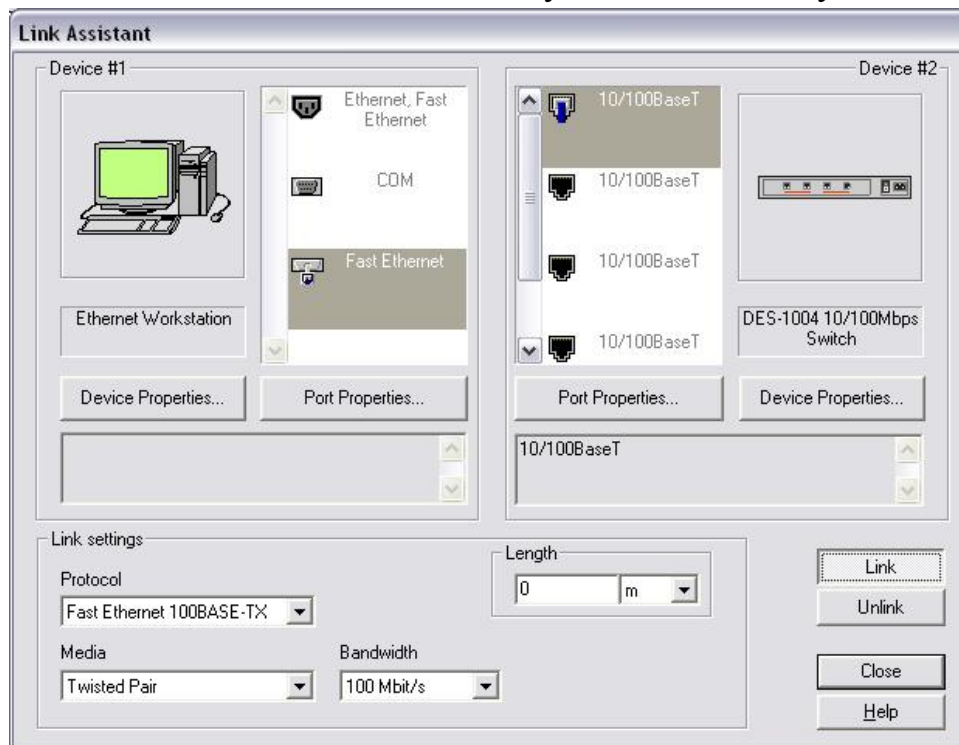 Link Assistant
Device #1
Ethernet, Fast
Ethernet
COM
Fast Ethernet
Ethernet Workstation
Device Properties...
Port Properties...
Device #2
10/100BaseT
10/100BaseT
10/100BaseT
10/100BaseT
DES-1004 10/100Mbps
Switch
Port Properties...
Device Properties...
10/100BaseT
Link settings
Protocol
Fast Ethernet 100BASE-TX
Length
0
m
Media
Twisted Pair
Bandwidth
100 Mbit/s
Link
Unlink
Close
Help